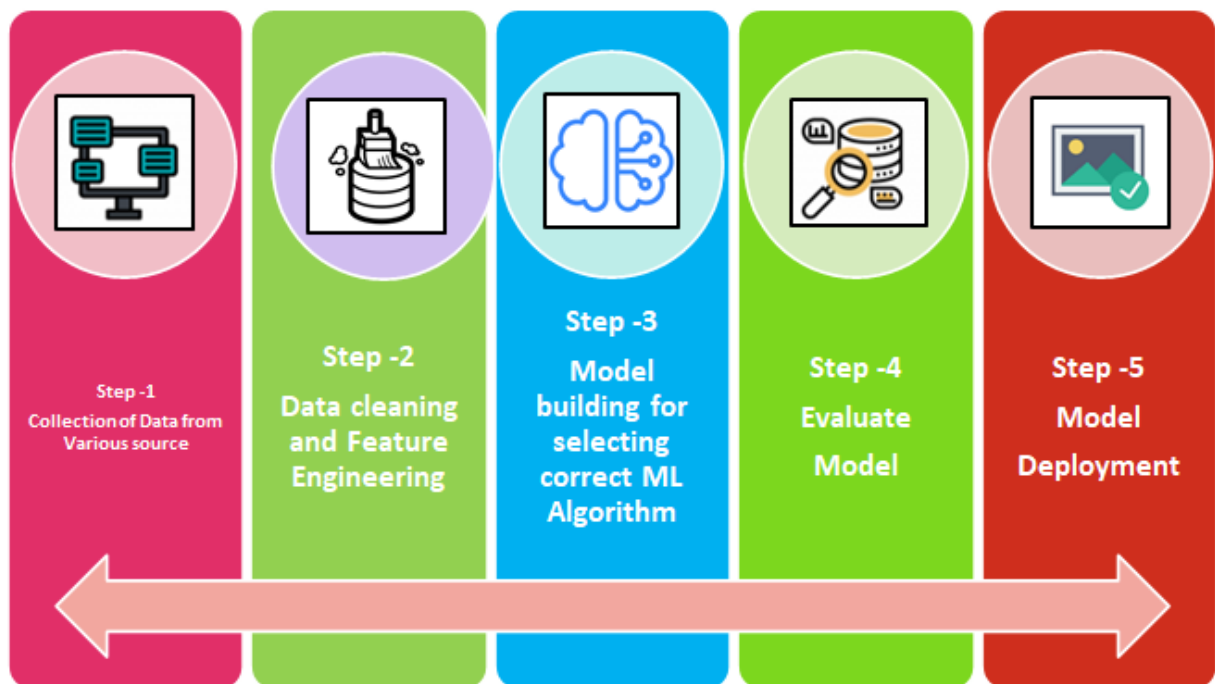 Step -1
Collection of Data from
Various source
Step -2
Data cleaning
and Feature
Engineering
Step -3
Model
building for
selecting
correct ML
Algorithm
Step -4
Evaluate
Model
Step -5
Model
Deployment